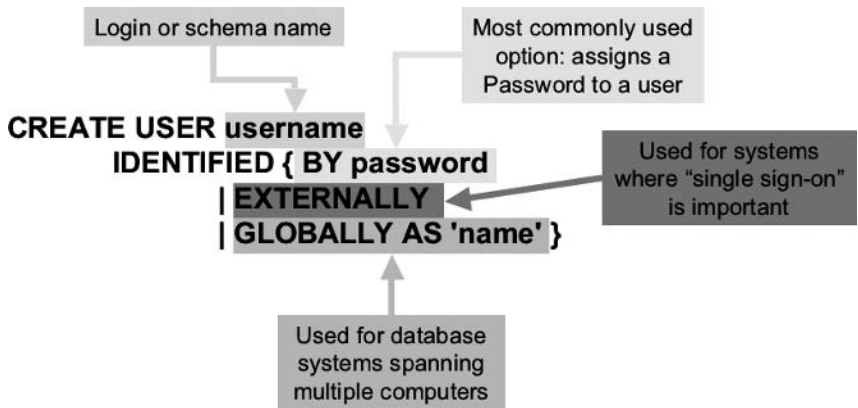 Login or schema name
Most commonly used
option: assigns a
Password to a user
CREATE USER username
IDENTIFIED { BY password
| EXTERNALLY
| GLOBALLY AS 'name' }
Used for systems
where “single sign-on”
is important
Used for database
systems spanning
multiple computers